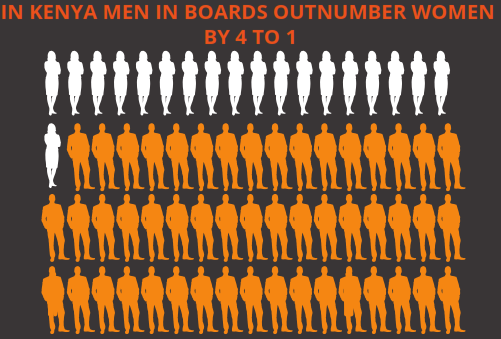 IN KENYA MEN IN BOARDS OUTNUMBER WOMEN
BY 4 TO 1